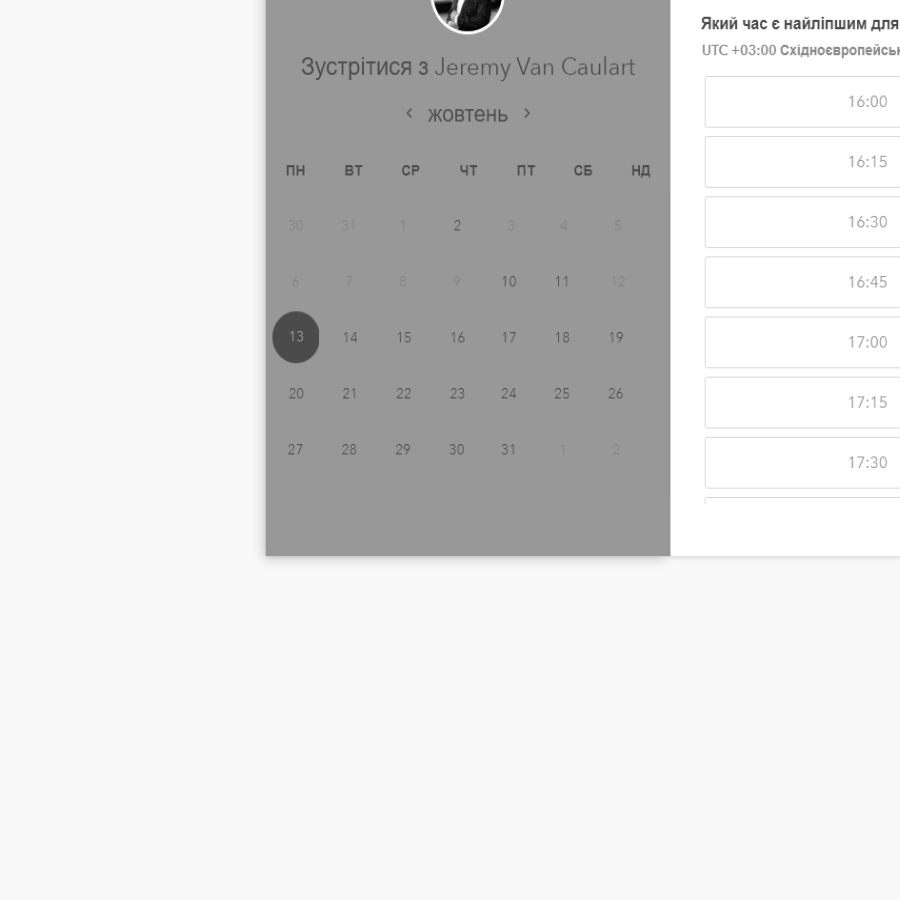 Зустрітися з Jeremy Van Caulart
жовтень
ПН ВТ СР ЧТ ПТ СБ НД
30 31 1 2 3 4 5
6 7 8 9 10 11 12
13 14 15 16 17 18 19
20 21 22 23 24 25 26
27 28 29 30 31 1 2
Який час є найліпшим для
UTC +03:00
16:00
16:15
16:30
16:45
17:00
17:15
17:30